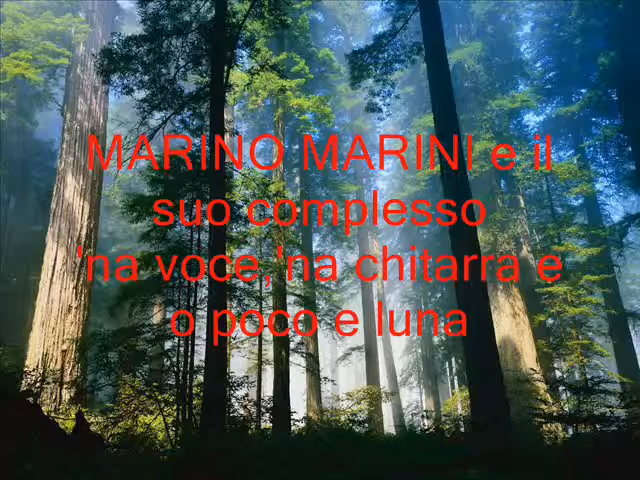 MARINO MARINI e il
suo complesso
'na voce,'na chitarra e
o poco e luna